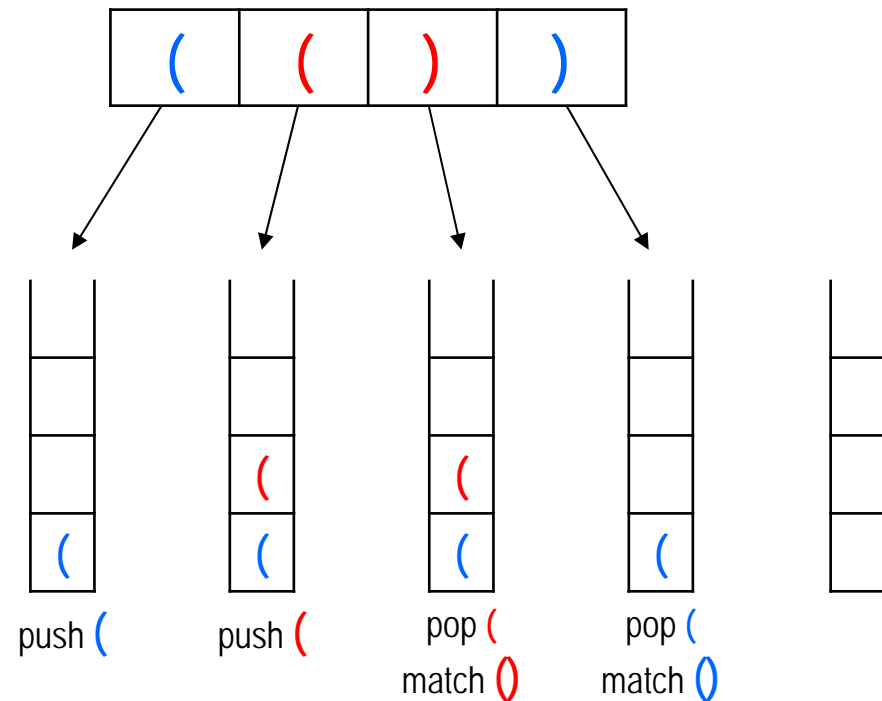 ( ( ) )
( (
( ( ( (
push ( push ( pop ( pop (
match () match ()